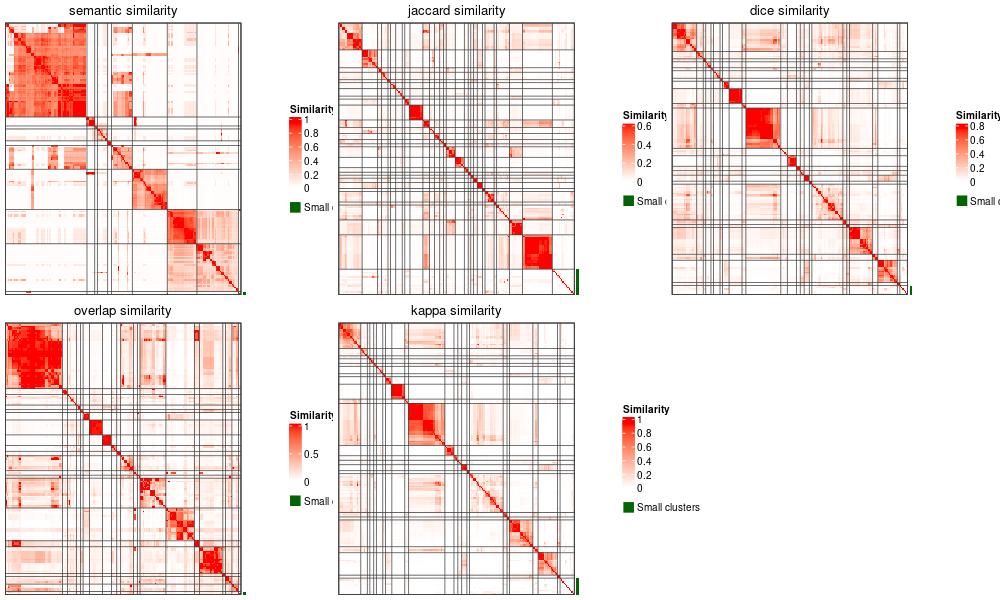 semantic similarity
jaccard similarity
dice similarity
Similarity
1
0.8
0.6
0.4
0.2
0
Small
Similarity
0.6
0.4
0.2
0
Small
Similarity
0.8
0.6
0.4
0.2
0
Small
overlap similarity
kappa similarity
Similarity
1
0.5
0
Small
Similarity
1
0.8
0.6
0.4
0.2
0
Small clusters